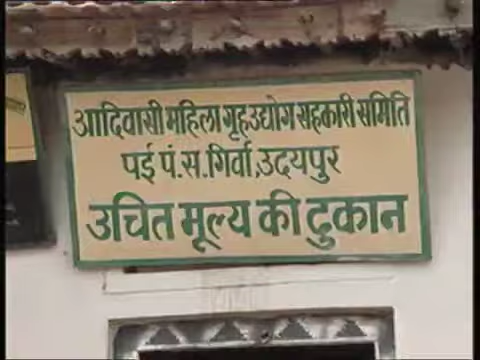 आदिवासी महिला गृह उद्योग सहकारी समिति
पई पं.स.गिर्वा,उदयपुर
उचित मूल्य की दुकान